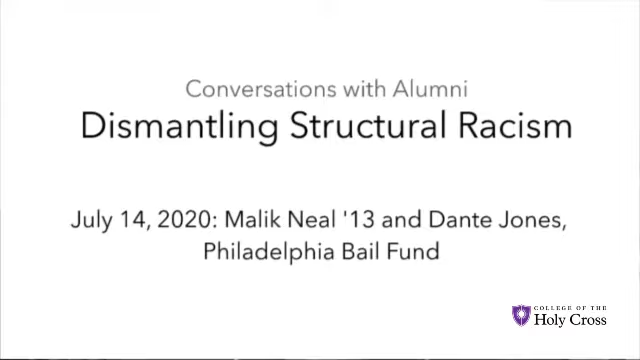 Conversations with Alumni
Dismantling Structural Racism
July 14, 2020: Malik Neal '13 and Dante Jones,
Philadelphia Bail Fund
COLLEGE OF THE
Holy Cross